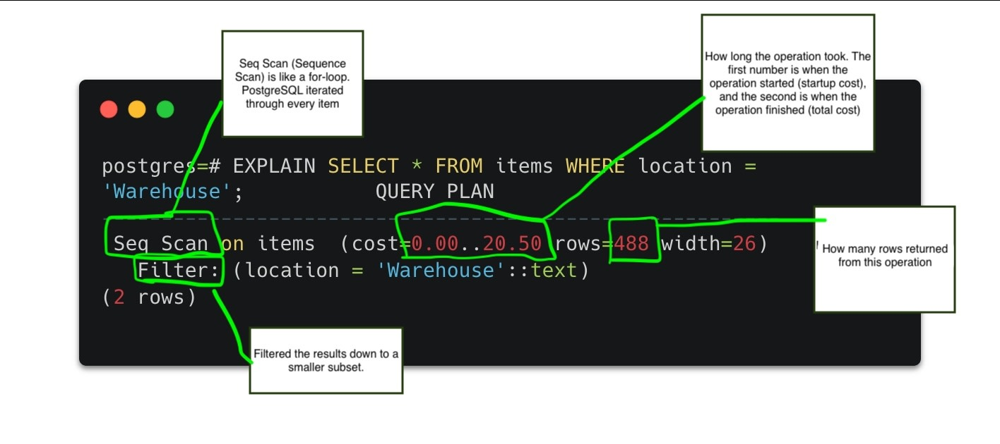 Seq Scan (Sequence
Scan) is like a for-loop.
PostgreSQL iterated
through every item
How long the operation took. The
first number is when the
operation started (startup cost),
and the second is when the
operation finished (total cost)
postgres=# EXPLAIN SELECT * FROM items WHERE location =
'Warehouse'; QUERY PLAN
-----------------------------------------------------
Seq Scan on items (cost=0.00..20.50 rows=488 width=26)
Filter: (location = 'Warehouse'::text)
(2 rows)
How many rows returned
from this operation
Filtered the results down to a
smaller subset.